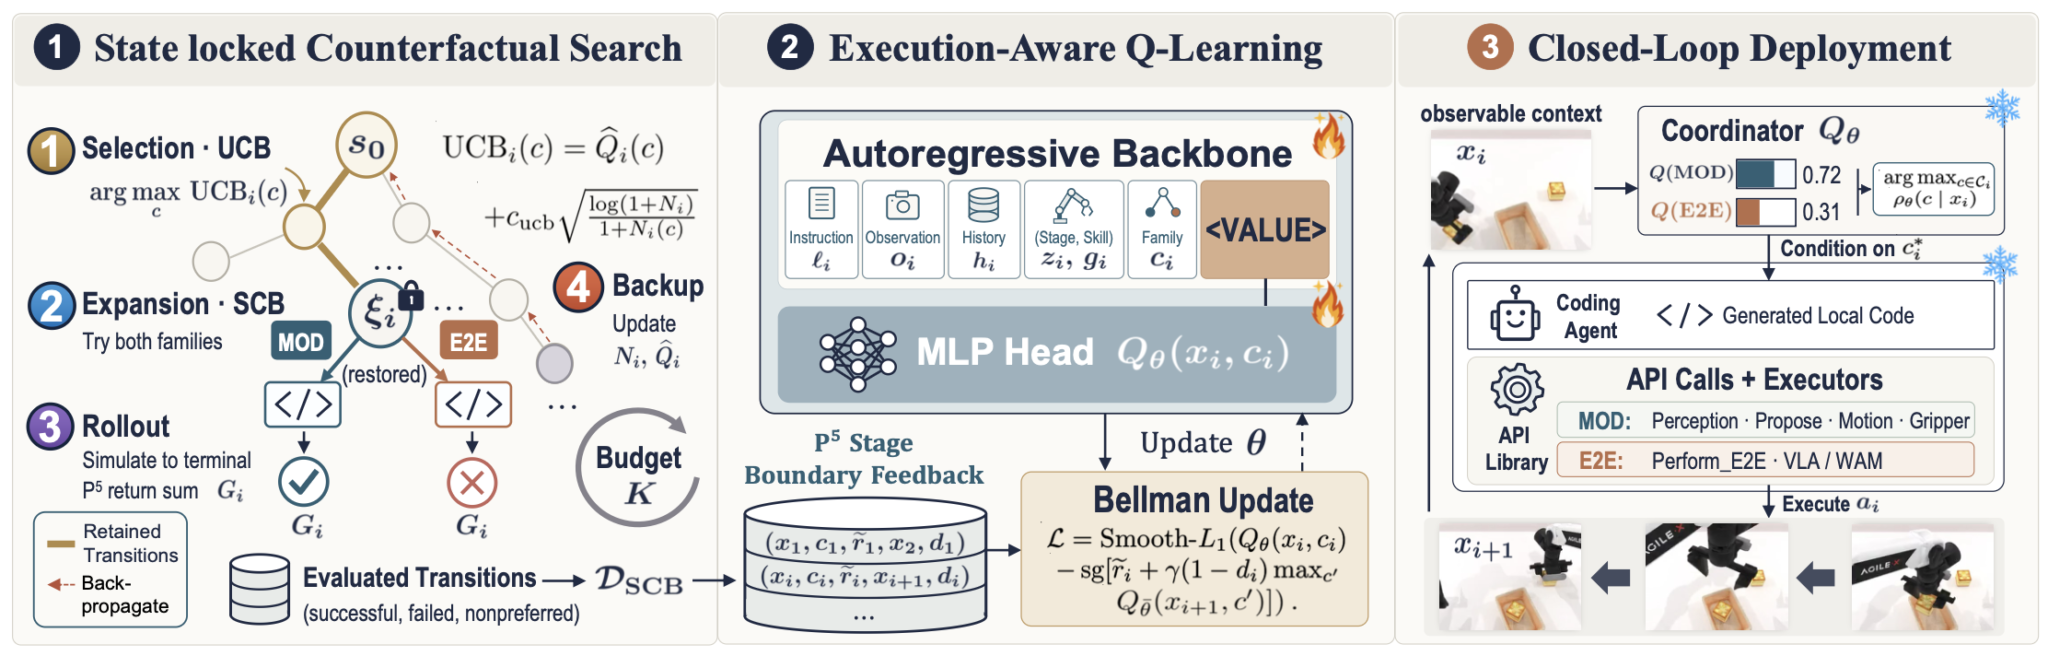 1 State locked Counterfactual Search
1 Selection · UCB
arg max_c UCB_i(c)
s_0
UCB_i(c) = Q̂_i(c)
+c_ucb √(log(1+N_i) / 1+N_i(c))
2 Expansion · SCB
Try both families
...
ξ_i
...
MOD
E2E
(restored)
</>
</>
...
4 Backup
Update
N_i, Q̂_i
3 Rollout
Simulate to terminal
P⁵ return sum G_i
G_i
G_i
Budget
K
Retained
Transitions
Back-
propagate
Evaluated Transitions
(successful, failed, nonpreferred)
𝒟_SCB
2 Execution-Aware Q-Learning
Autoregressive Backbone
Instruction
ℓ_i
Observation
o_i
History
h_i
(Stage, Skill)
z_i, g_i
Family
c_i
<VALUE>
MLP Head Q_θ(x_i, c_i)
P⁵ Stage
Boundary Feedback
Update θ
(x_1, c_1, r̃_1, x_2, d_1)
(x_i, c_i, r̃_i, x_{i+1}, d_i)
...
Bellman Update
ℒ = Smooth-L_1(Q_θ(x_i, c_i)
− sg[r̃_i + γ(1 − d_i) max_{c′}
Q_θ̄(x_{i+1}, c′)]) .
3 Closed-Loop Deployment
observable context
x_i
Coordinator Q_θ
Q(MOD) 0.72
Q(E2E) 0.31
arg max_{c∈𝒞_i}
ρ_θ(c | x_i)
Condition on c_i^*
Coding
Agent
</> Generated Local Code
API
Library
API Calls + Executors
MOD: Perception · Propose · Motion · Gripper
E2E: Perform_E2E · VLA / WAM
Execute a_i
x_{i+1}
AGILE X
AGILE X